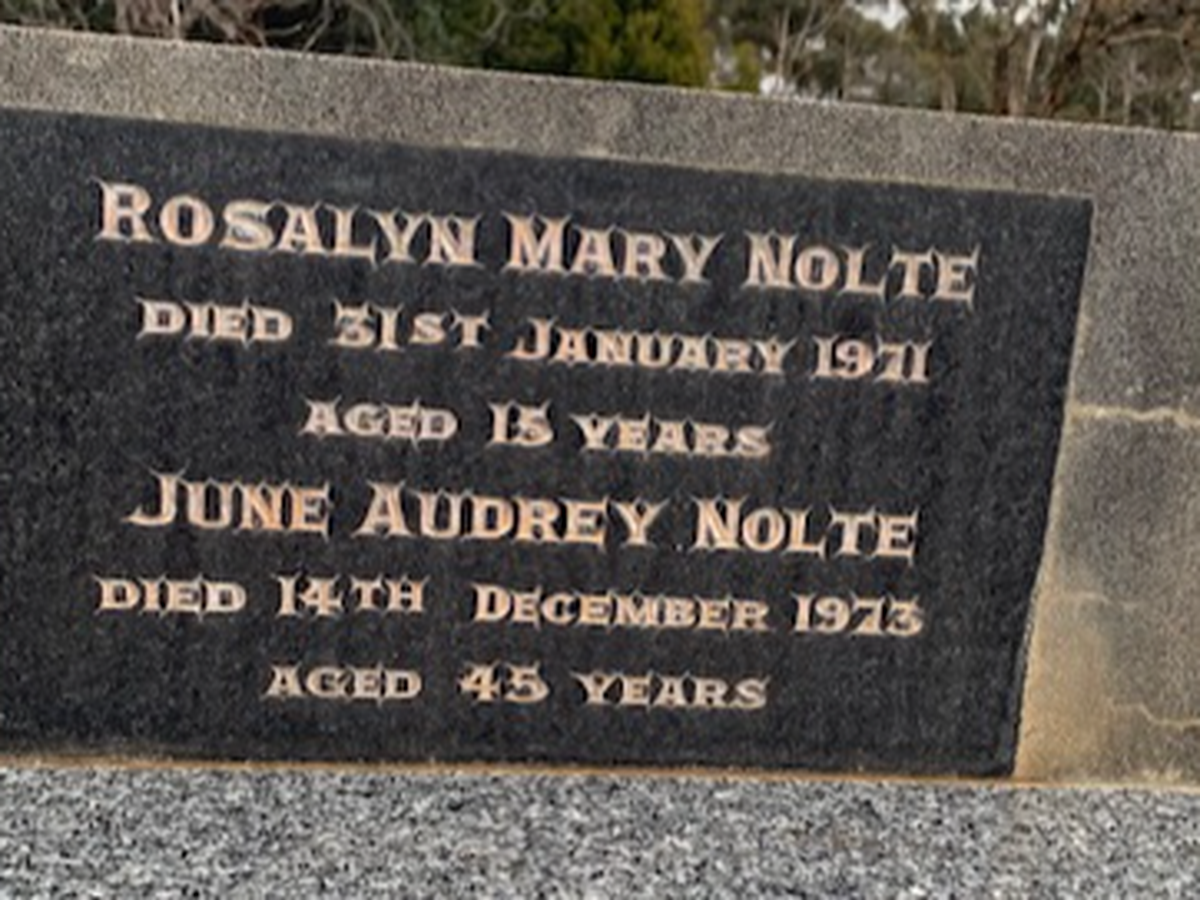 ROSALYN MARY NOLTE
DIED 31ST JANUARY 1971
AGED 15 YEARS
JUNE AUDREY NOLTE
DIED 14TH DECEMBER 1973
AGED 45 YEARS